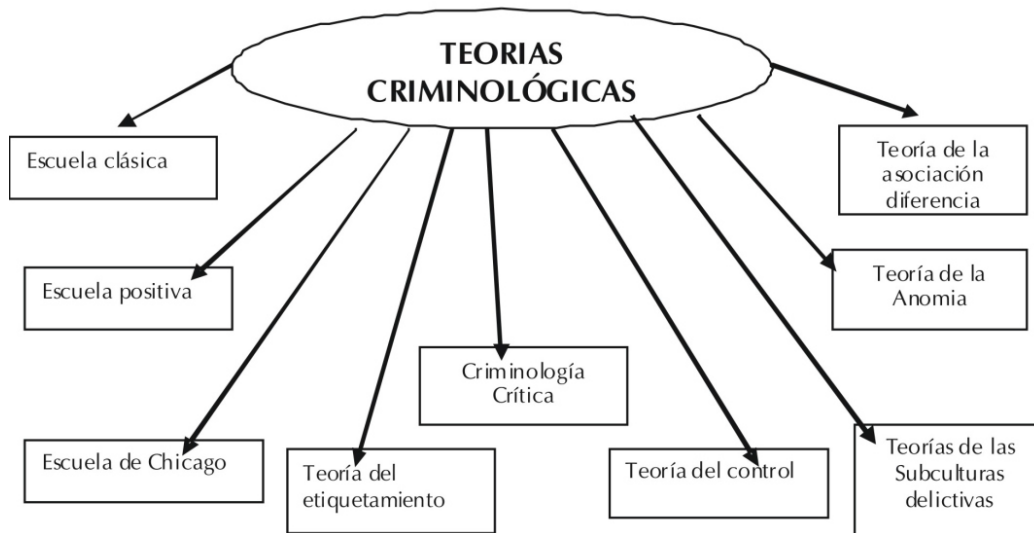 TEORIAS
CRIMINOLÓGICAS
Escuela clásica
Teoría de la
asociación
diferencia
Escuela positiva
Teoría de la
Anomia
Criminología
Crítica
Escuela de Chicago
Teoría del
etiquetamiento
Teoría del control
Teorías de las
Subculturas
delictivas